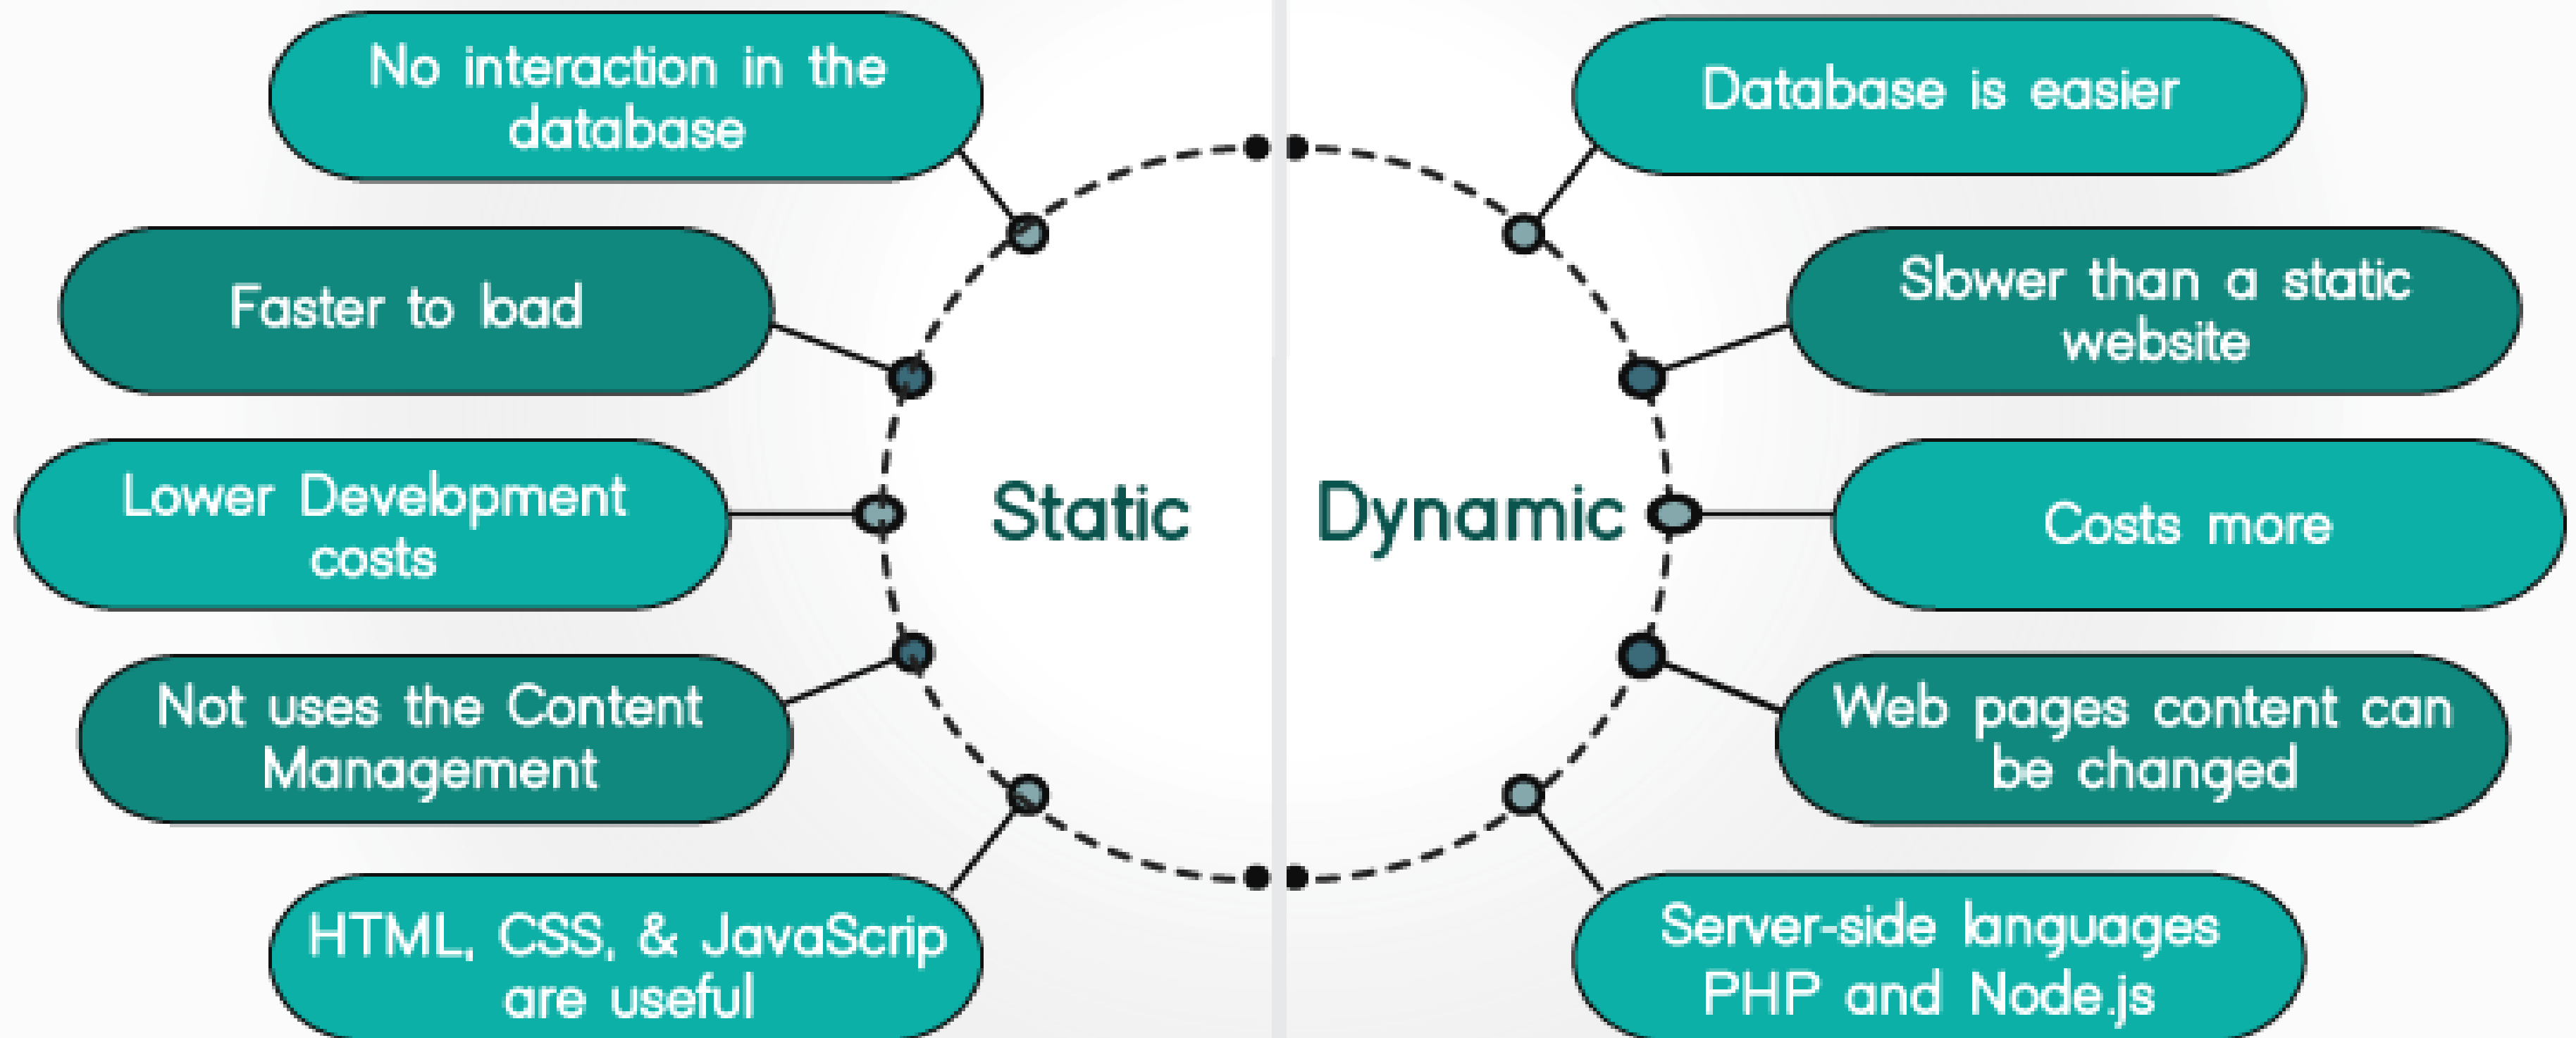 No interaction in the
database
Faster to load
Lower Development
costs
Not uses the Content
Management
HTML, CSS, & JavaScrip
are useful
Static
Dynamic
Database is easier
Slower than a static
website
Costs more
Web pages content can
be changed
Server-side languages
PHP and Node.js